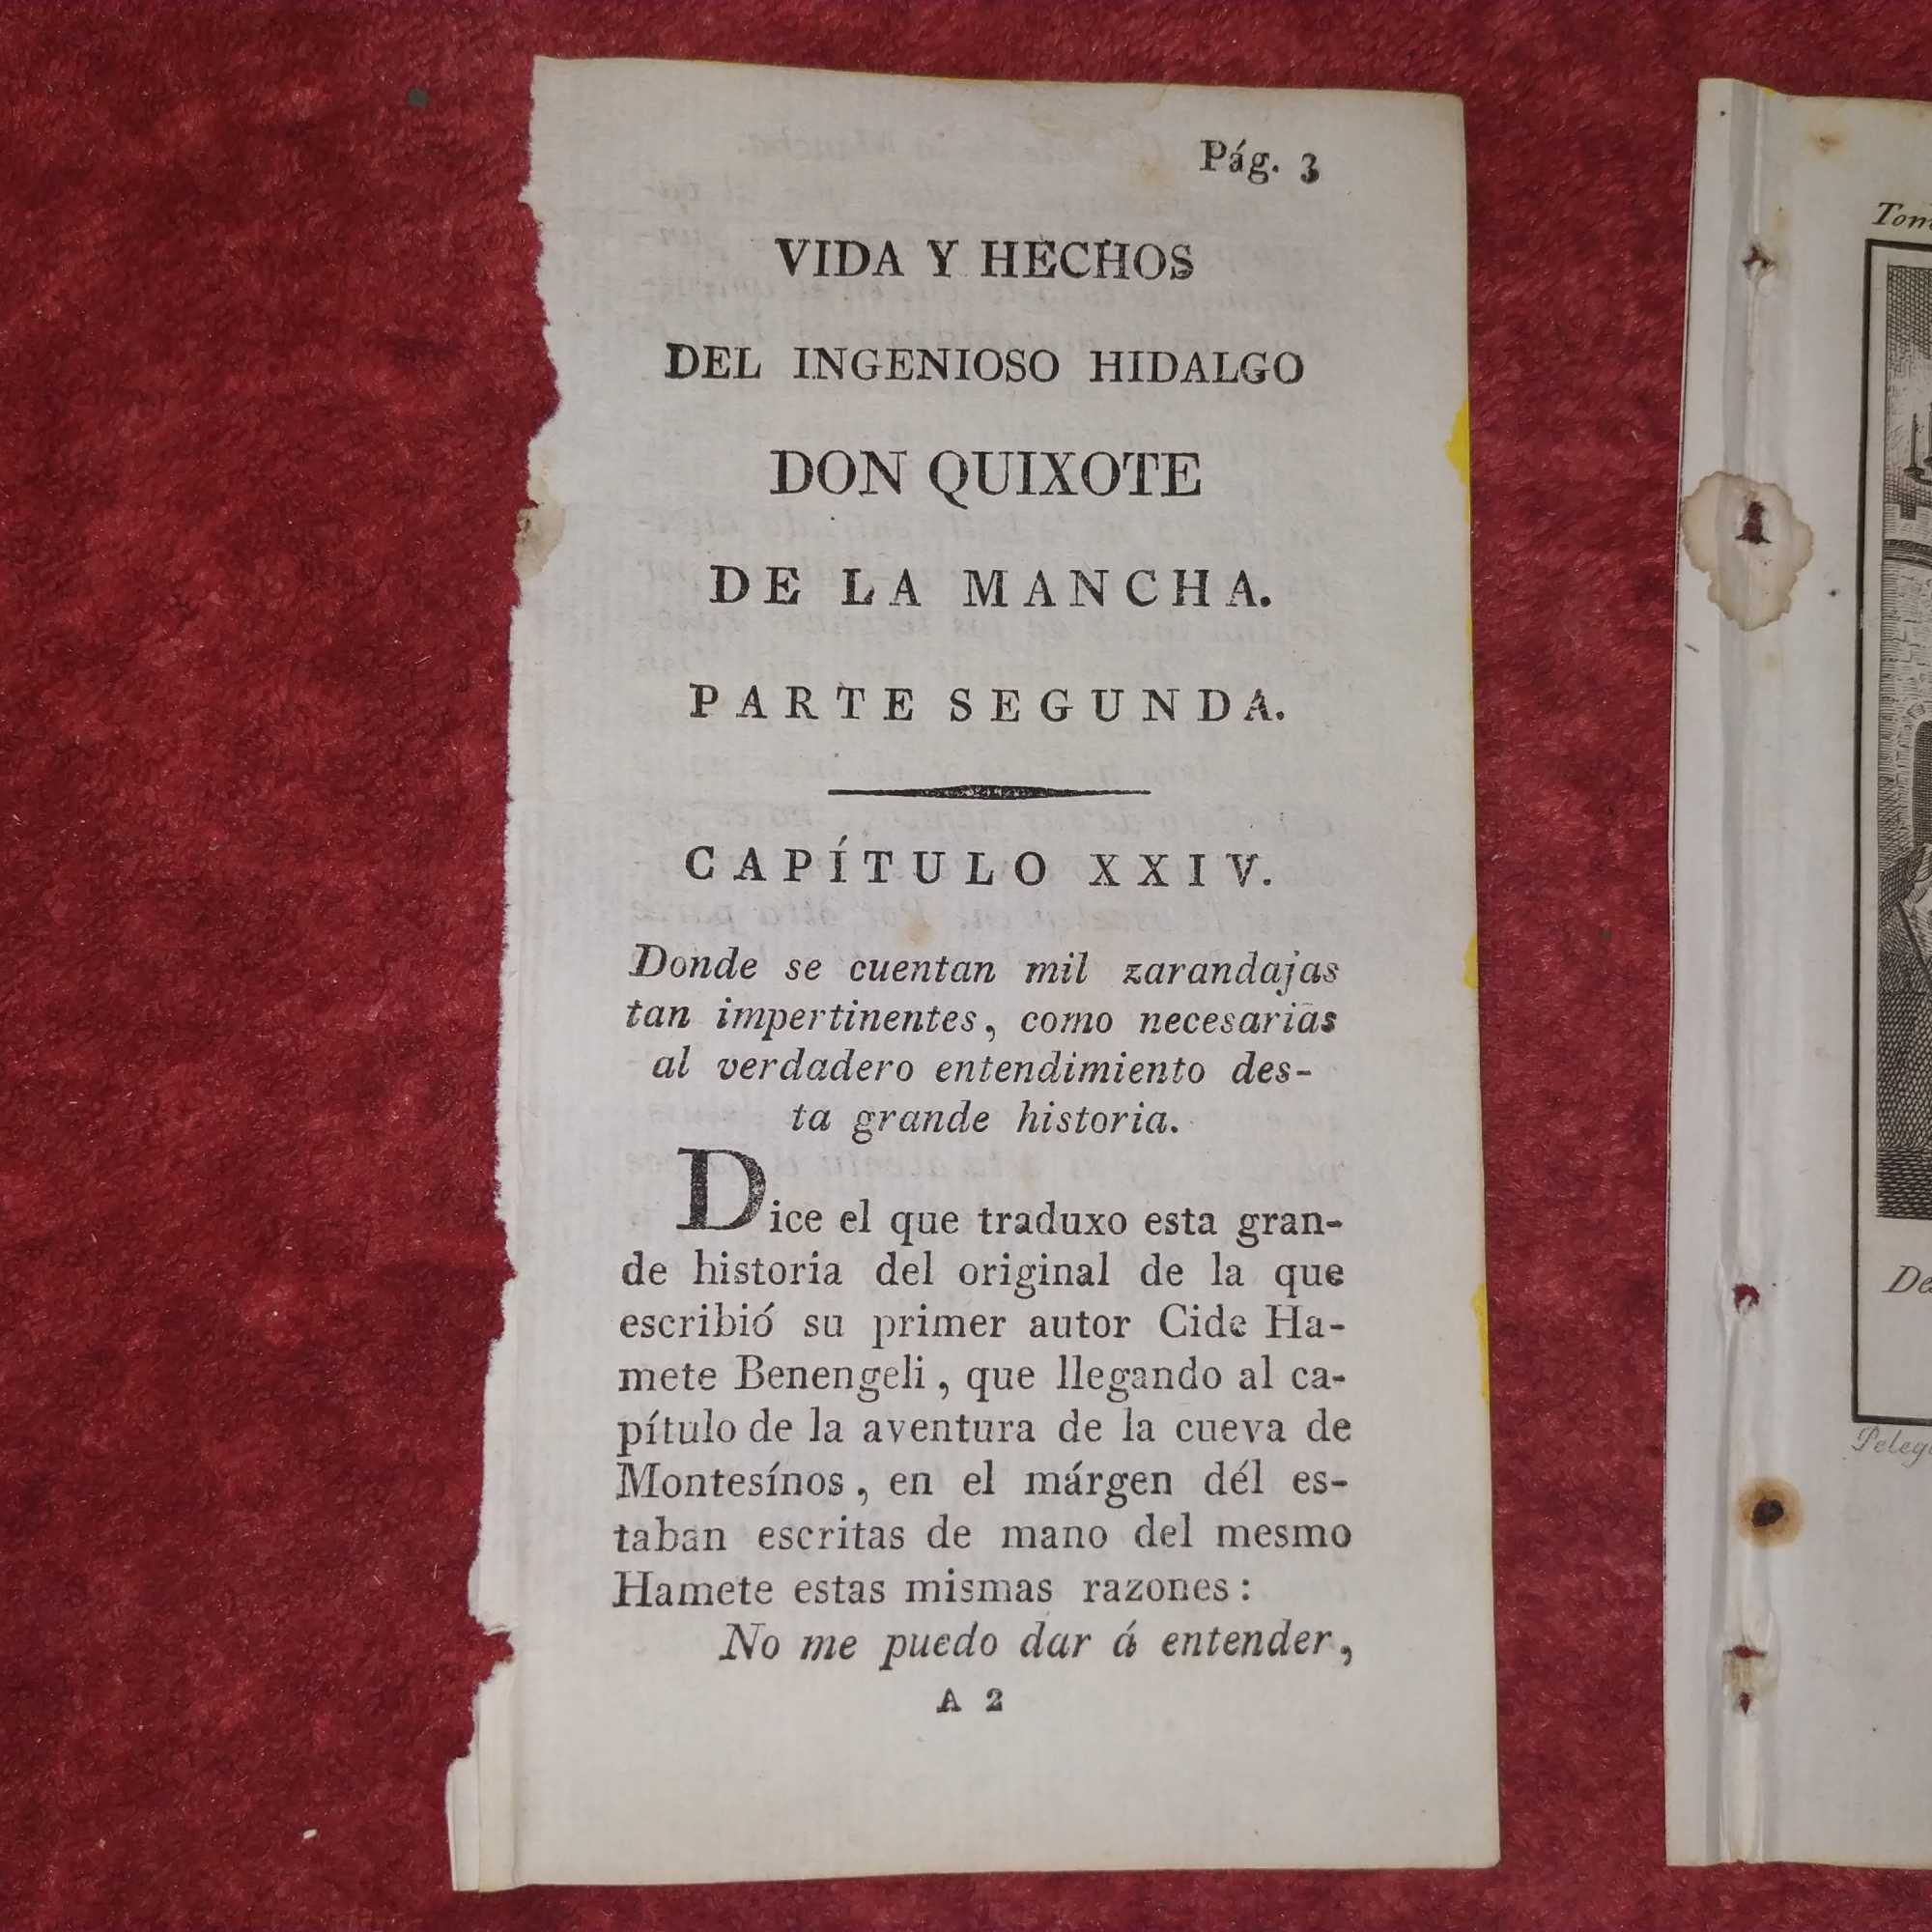 Pág. 3
VIDA Y HECHOS
DEL INGENIOSO HIDALGO
DON QUIXOTE
DE LA MANCHA.
PARTE SEGUNDA.
CAPÍTULO XXIV.
Donde se cuentan mil zarandajas
tan impertinentes, como necesarias
al verdadero entendimiento des-
ta grande historia.
Dice el que traduxo esta gran-
de historia del original de la que
escribió su primer autor Cide Ha-
mete Benengeli, que llegando al ca-
pítulo de la aventura de la cueva de
Montesínos, en el márgen dél es-
taban escritas de mano del mesmo
Hamete estas mismas razones:
No me puedo dar á entender,
A 2